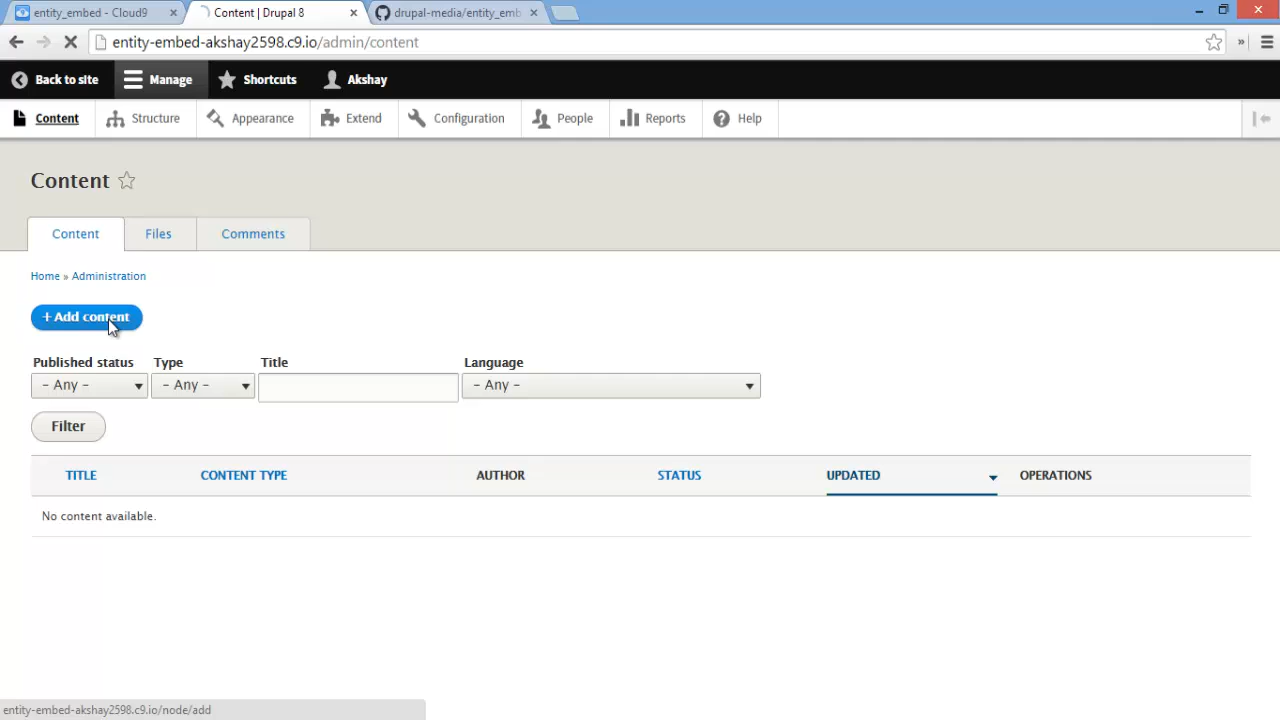 entity_embed - Cloud9
Content | Drupal 8
drupal-media/entity_emb
entity-embed-akshay2598.c9.io/admin/content
Back to site
Manage
Shortcuts
Akshay
Content
Structure
Appearance
Extend
Configuration
People
Reports
Help
Content
Content
Files
Comments
Home » Administration
+ Add content
Published status
Type
Title
Language
- Any -
- Any -
- Any -
Filter
TITLE
CONTENT TYPE
AUTHOR
STATUS
UPDATED
OPERATIONS
No content available.
entity-embed-akshay2598.c9.io/node/add